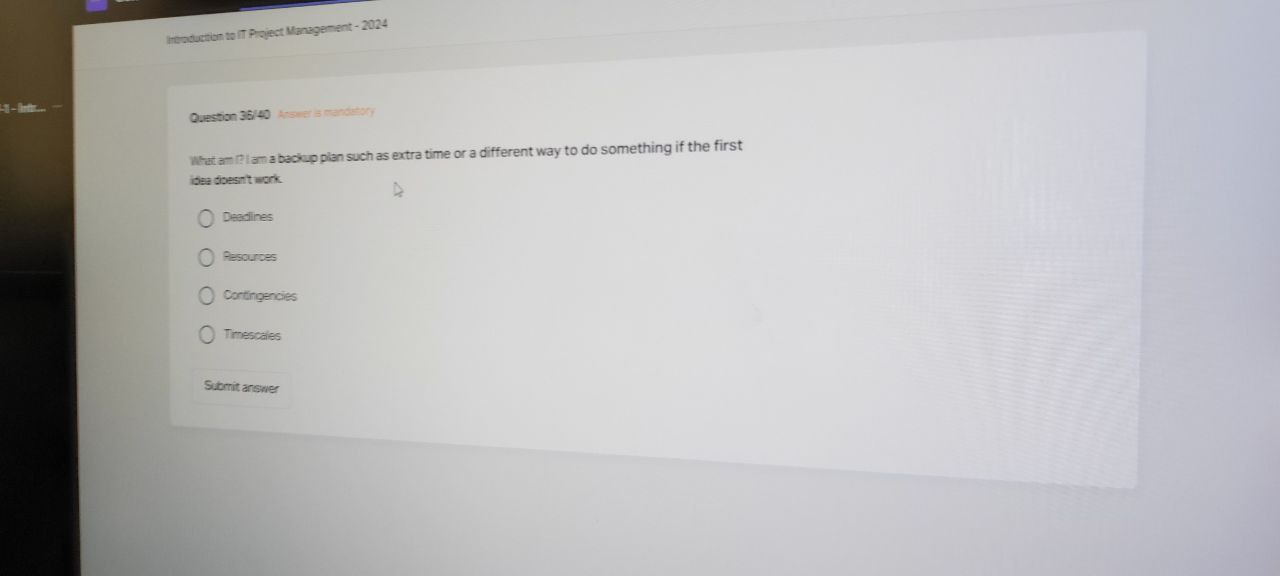 Introduction to IT Project Management - 2024
Question 36/40 Answer is mandatory
What am I? I am a backup plan such as extra time or a different way to do something if the first
idea doesn't work.
Deadlines
Resources
Contingencies
Timescales
Submit answer